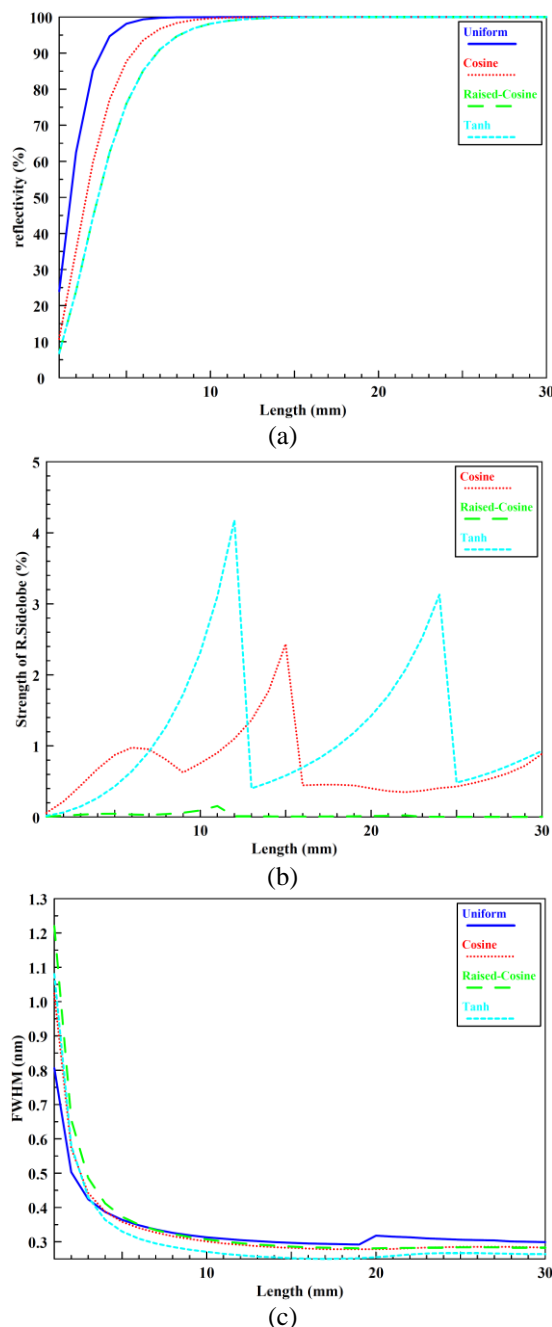 100
90
80
70
60
50
40
30
20
10
0
reflectivity (%)
10
20
30
Length (mm)
Uniform
Cosine
Raised-Cosine
Tanh
(a)
5
4
3
2
1
0
Strength of R.Sidelobe (%)
10
20
30
Length (mm)
Cosine
Raised-Cosine
Tanh
(b)
1.3
1.2
1.1
1.0
0.9
0.8
0.7
0.6
0.5
0.4
0.3
FWHM (nm)
10
20
30
Length (mm)
Uniform
Cosine
Raised-Cosine
Tanh
(c)